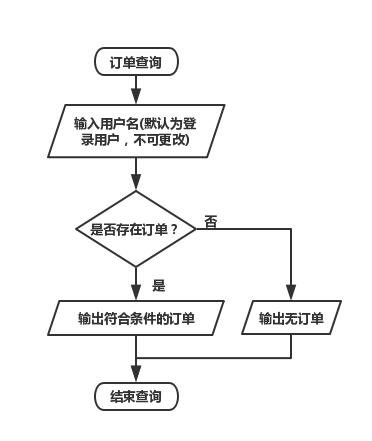 订单查询
输入用户名(默认为登
录用户，不可更改)
是否存在订单？
否
是
输出符合条件的订单
输出无订单
结束查询